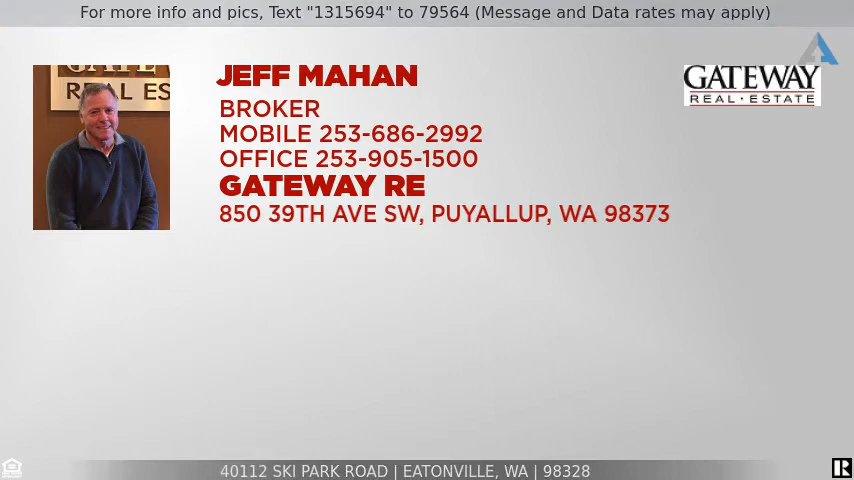 For more info and pics, Text "1315694" to 79564 (Message and Data rates may apply)
JEFF MAHAN
BROKER
MOBILE 253-686-2992
OFFICE 253-905-1500
GATEWAY RE
850 39TH AVE SW, PUYALLUP, WA 98373
GATEWAY
REAL•ESTATE
REAL ES
40112 SKI PARK ROAD | EATONVILLE, WA | 98328